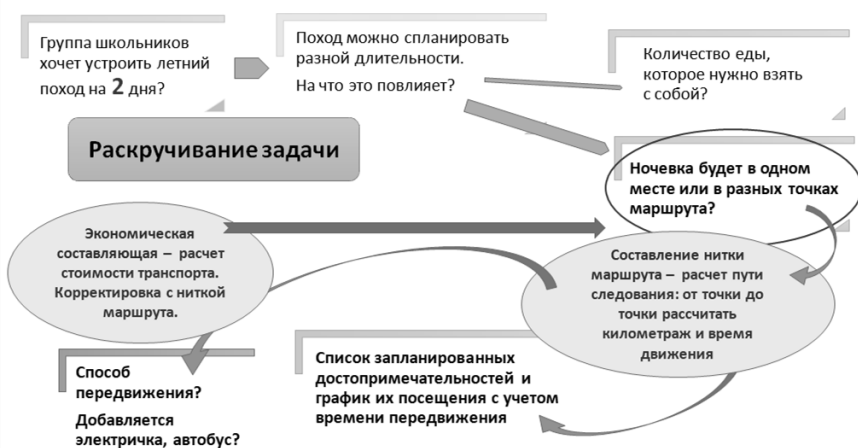 Группа школьников
хочет устроить летний
поход на 2 дня?
Поход можно спланировать
разной длительности.
На что это повлияет?
Количество еды,
которое нужно взять
с собой?
Раскручивание задачи
Ночевка будет в одном
месте или в разных точках
маршрута?
Экономическая
составляющая – расчет
стоимости транспорта.
Корректировка с ниткой
маршрута.
Составление нитки
маршрута – расчет пути
следования: от точки до
точки рассчитать
километраж и время
движения
Способ
передвижения?
Добавляется
электричка, автобус?
Список запланированных
достопримечательностей и
график их посещения с учетом
времени передвижения